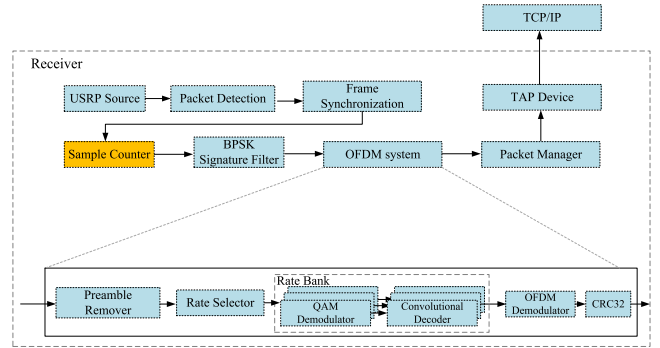 TCP/IP
Receiver
USRP Source
Packet Detection
Frame
Synchronization
TAP Device
Sample Counter
BPSK
Signature Filter
OFDM system
Packet Manager
Rate Bank
Preamble
Remover
Rate Selector
QAM
Demodulator
Convolutional
Decoder
OFDM
Demodulator
CRC32